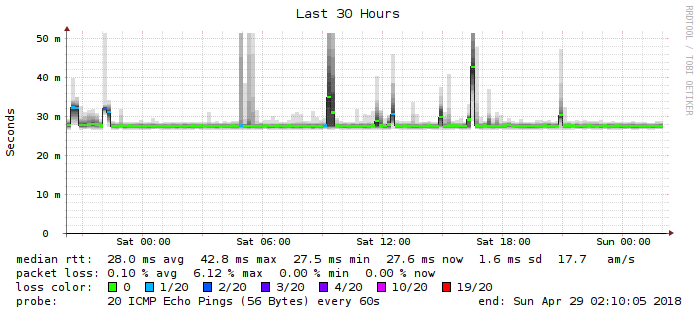 Last 30 Hours
RRDTOOL / TOBI OETIKER
Seconds
50 m
40 m
30 m
20 m
10 m
0
Sat 00:00 Sat 06:00 Sat 12:00 Sat 18:00 Sun 00:00
median rtt: 28.0 ms avg 42.8 ms max 27.5 ms min 27.6 ms now 1.6 ms sd 17.7 am/s
packet loss: 0.10 % avg 6.12 % max 0.00 % min 0.00 % now
loss color: 0 1/20 2/20 3/20 4/20 10/20 19/20
probe: 20 ICMP Echo Pings (56 Bytes) every 60s end: Sun Apr 29 02:10:05 2018